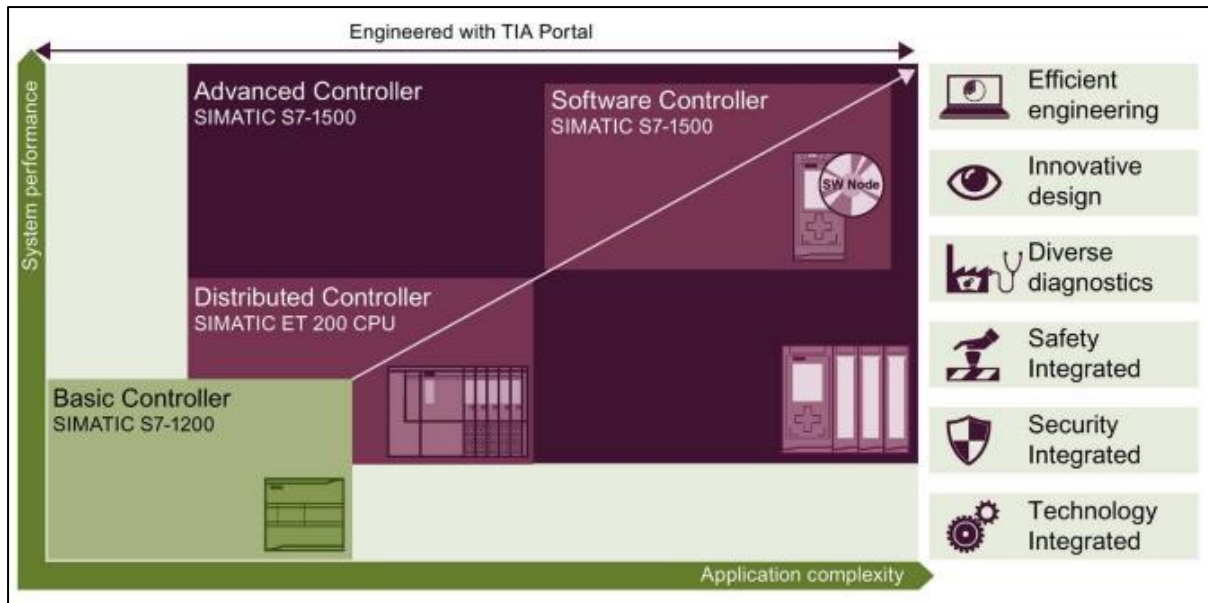 Engineered with TIA Portal
System performance
Advanced Controller
SIMATIC S7-1500
Software Controller
SIMATIC S7-1500
SW Node
Distributed Controller
SIMATIC ET 200 CPU
Basic Controller
SIMATIC S7-1200
Application complexity
Efficient
engineering
Innovative
design
Diverse
diagnostics
Safety
Integrated
Security
Integrated
Technology
Integrated